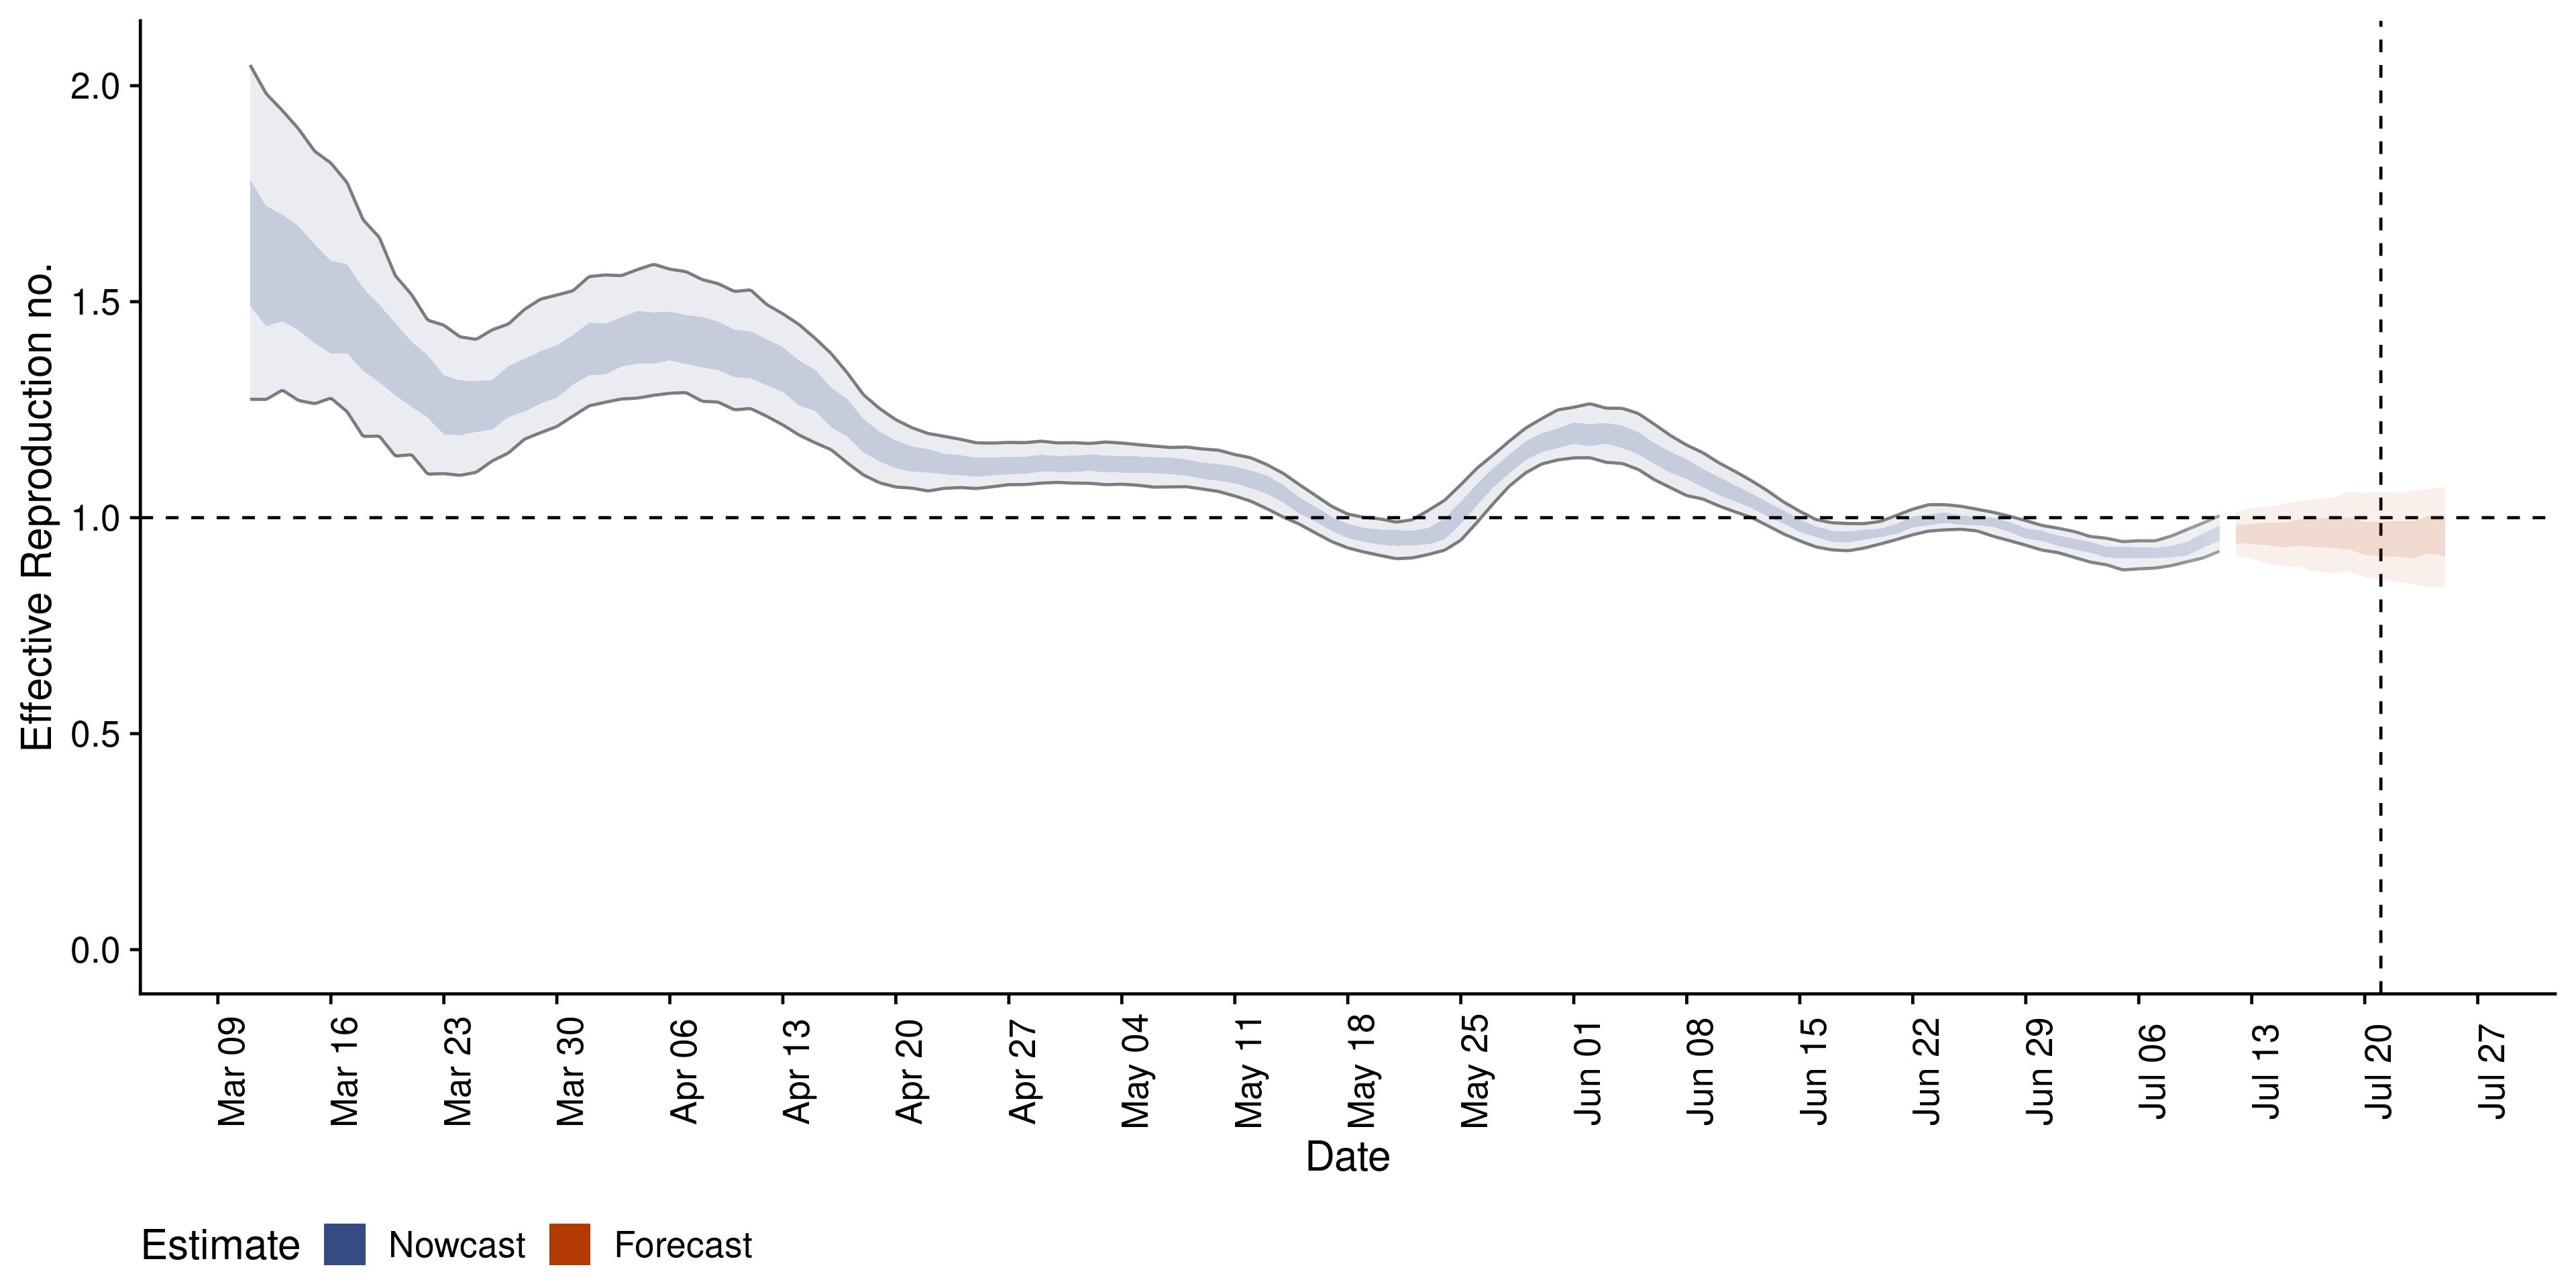 Effective Reproduction no.
2.0
1.5
1.0
0.5
0.0
Mar 09
Mar 16
Mar 23
Mar 30
Apr 06
Apr 13
Apr 20
Apr 27
May 04
May 11
May 18
May 25
Jun 01
Jun 08
Jun 15
Jun 22
Jun 29
Jul 06
Jul 13
Jul 20
Jul 27
Date
Estimate Nowcast Forecast